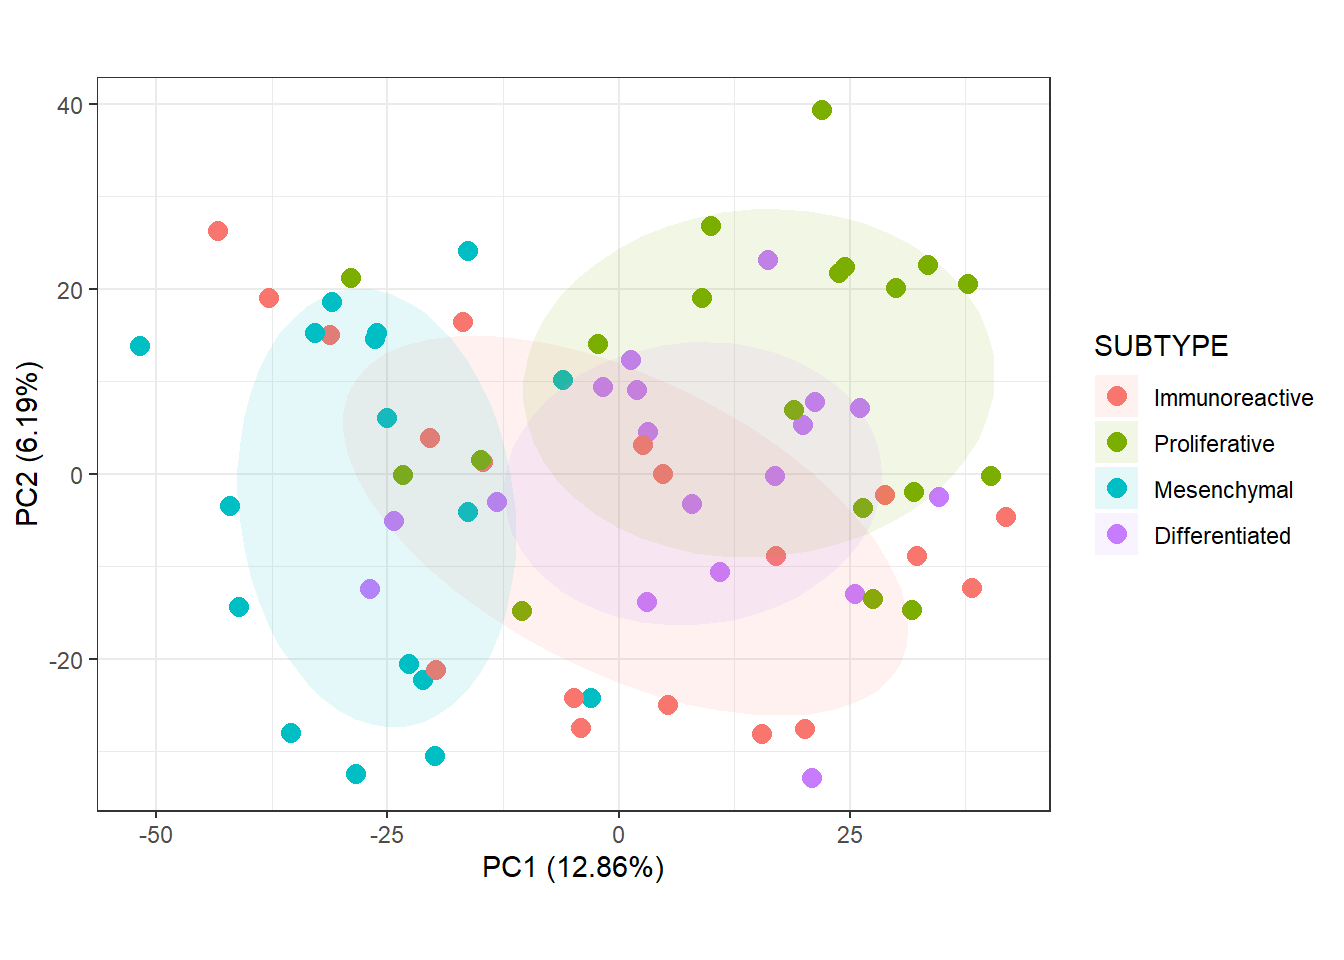 40
20
0
-20
PC2 (6.19%)
-50
-25
0
25
PC1 (12.86%)
SUBTYPE
Immunoreactive
Proliferative
Mesenchymal
Differentiated